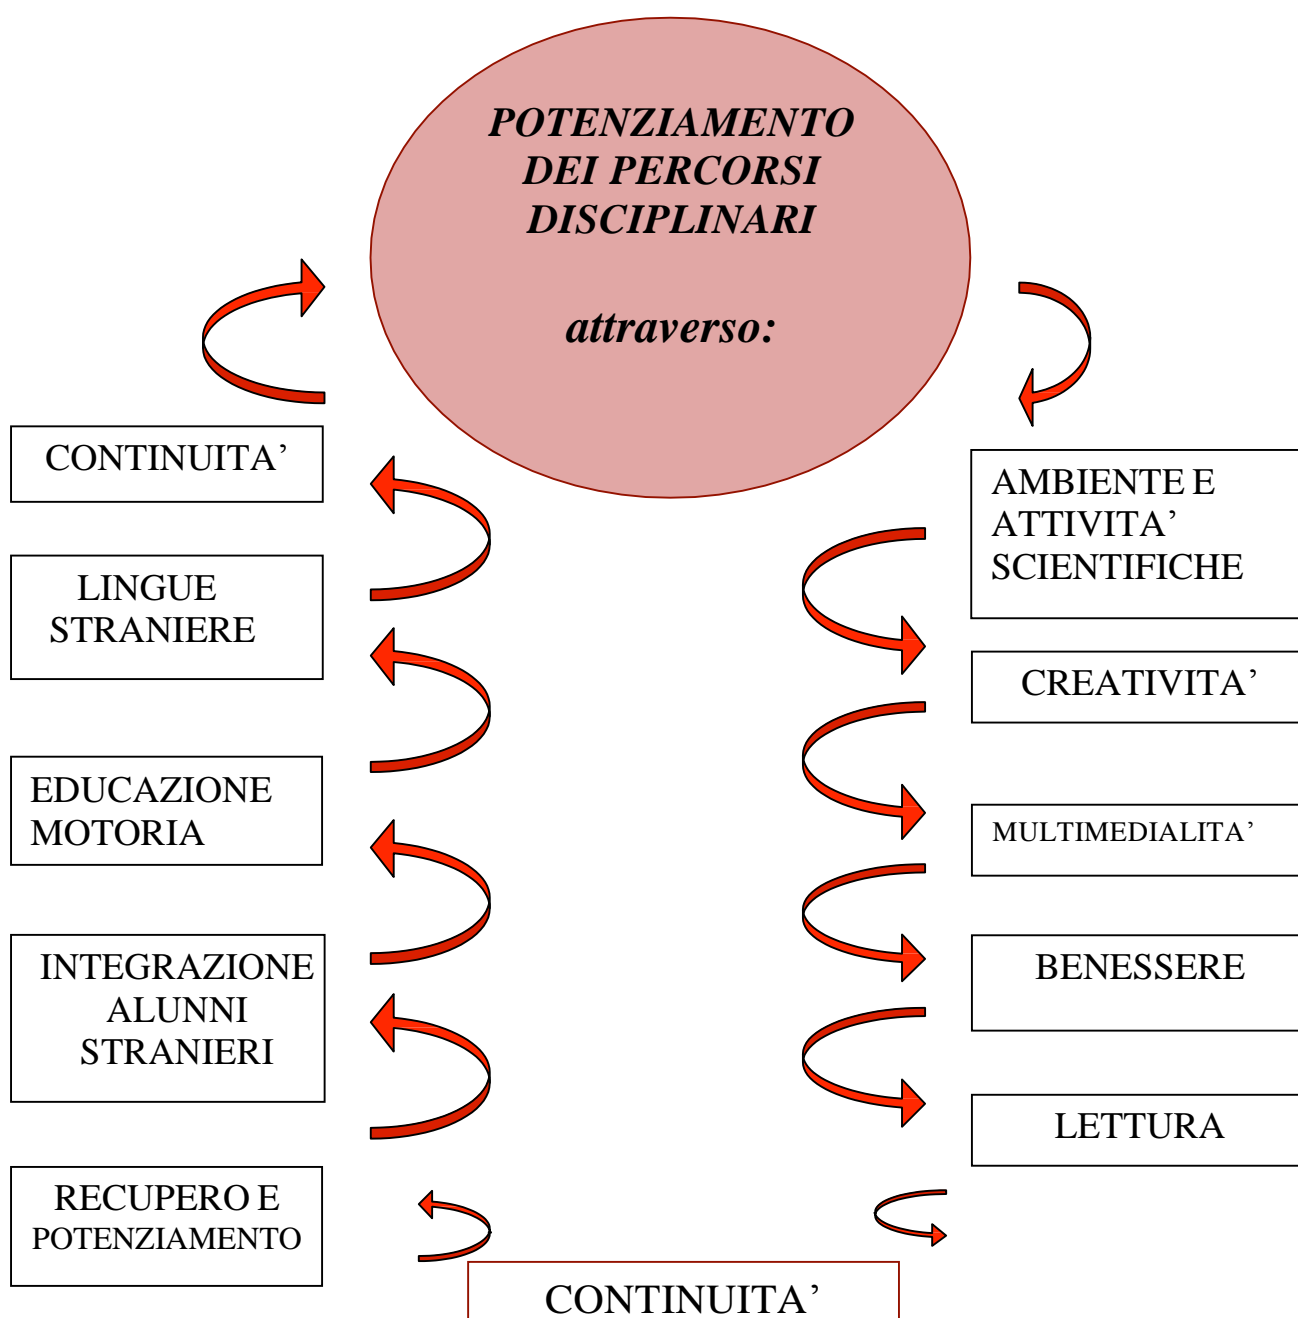 POTENZIAMENTO
DEI PERCORSI
DISCIPLINARI
attraverso:
CONTINUITA’
LINGUE
STRANIERE
EDUCAZIONE
MOTORIA
INTEGRAZIONE
ALUNNI
STRANIERI
RECUPERO E
POTENZIAMENTO
AMBIENTE E
ATTIVITA’
SCIENTIFICHE
CREATIVITA’
MULTIMEDIALITA’
BENESSERE
LETTURA
CONTINUITA’